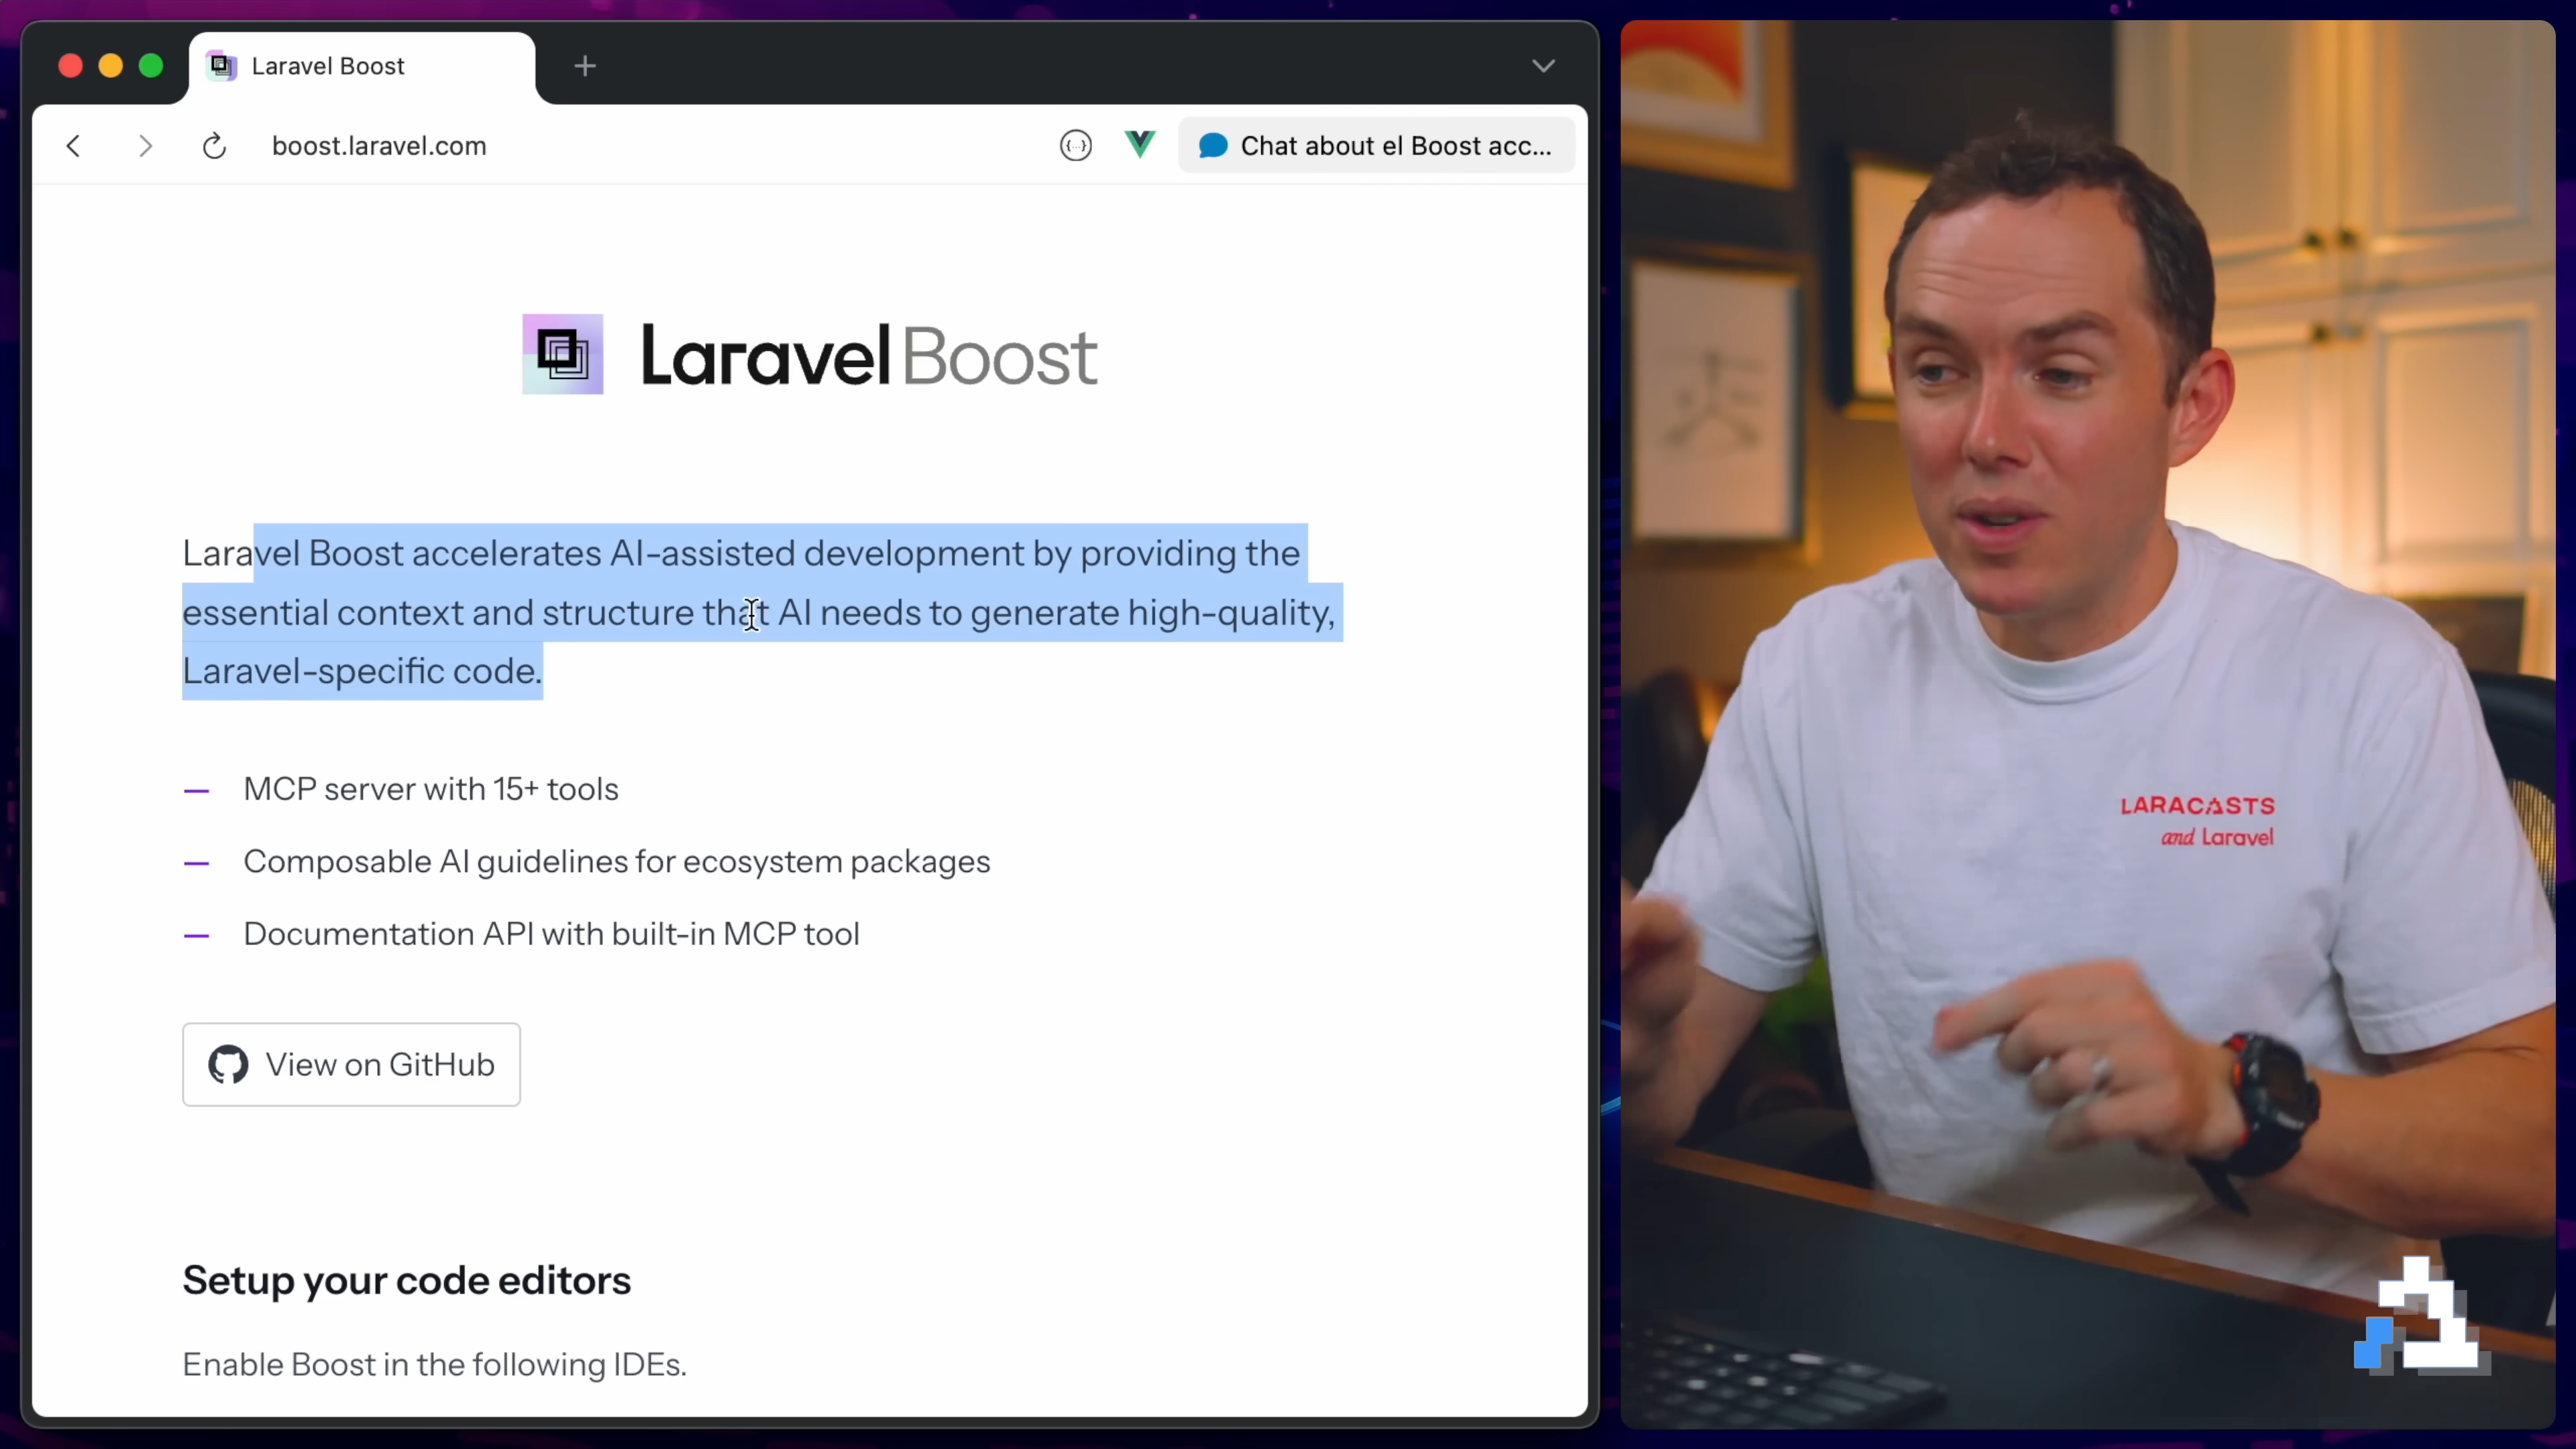 Laravel Boost
boost.laravel.com
Chat about el Boost acc...
Laravel Boost
Laravel Boost accelerates AI-assisted development by providing the
essential context and structure that AI needs to generate high-quality,
Laravel-specific code.
— MCP server with 15+ tools
— Composable AI guidelines for ecosystem packages
— Documentation API with built-in MCP tool
View on GitHub
Setup your code editors
Enable Boost in the following IDEs.
LARACASTS
and Laravel